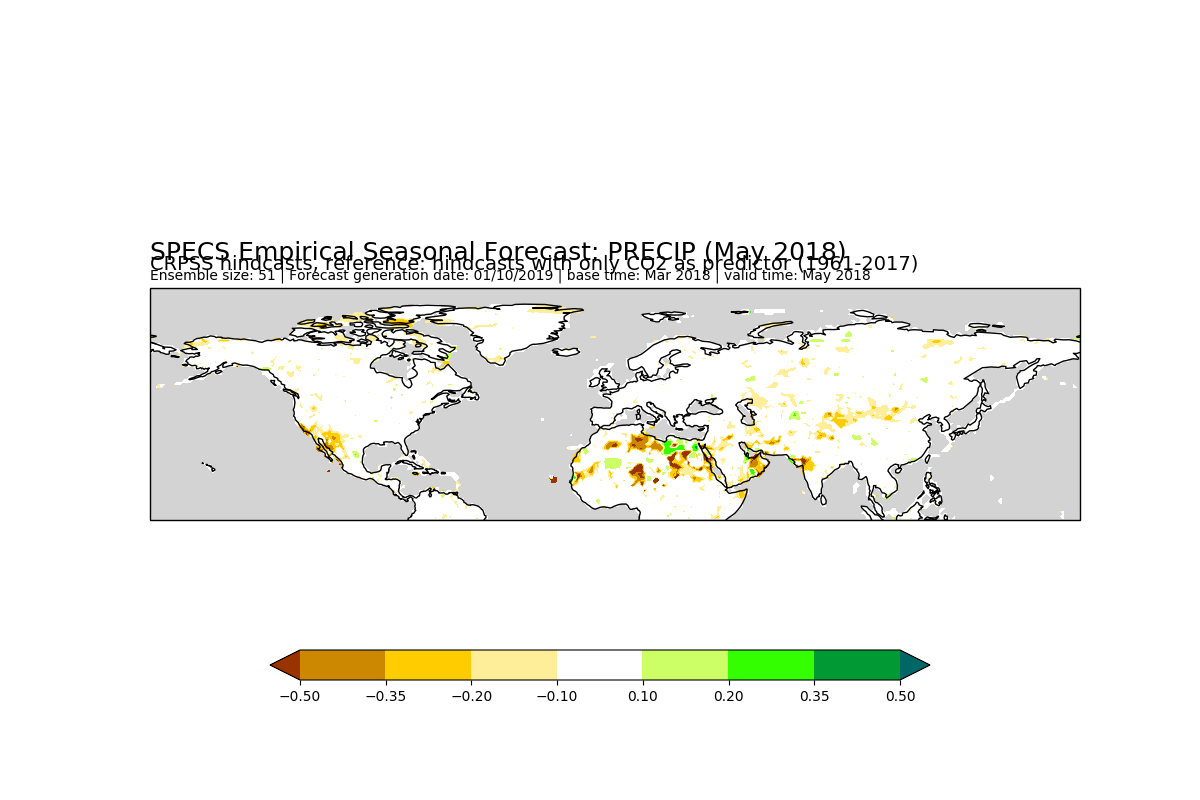 SPECS Empirical Seasonal Forecast: PRECIP (May 2018)
CRPSS hindcasts, reference: hindcasts with only CO2 as predictor (1961-2017)
Ensemble size: 51 | Forecast generation date: 01/10/2019 | base time: Mar 2018 | valid time: May 2018
−0.50 −0.35 −0.20 −0.10 0.10 0.20 0.35 0.50